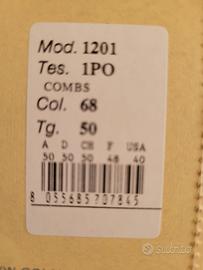 Mod. 1201
Tes. 1PO
COMBS
Col. 68
Tg. 50
A D CH F USA
50 50 50 48 40
8 055685 707845
subito